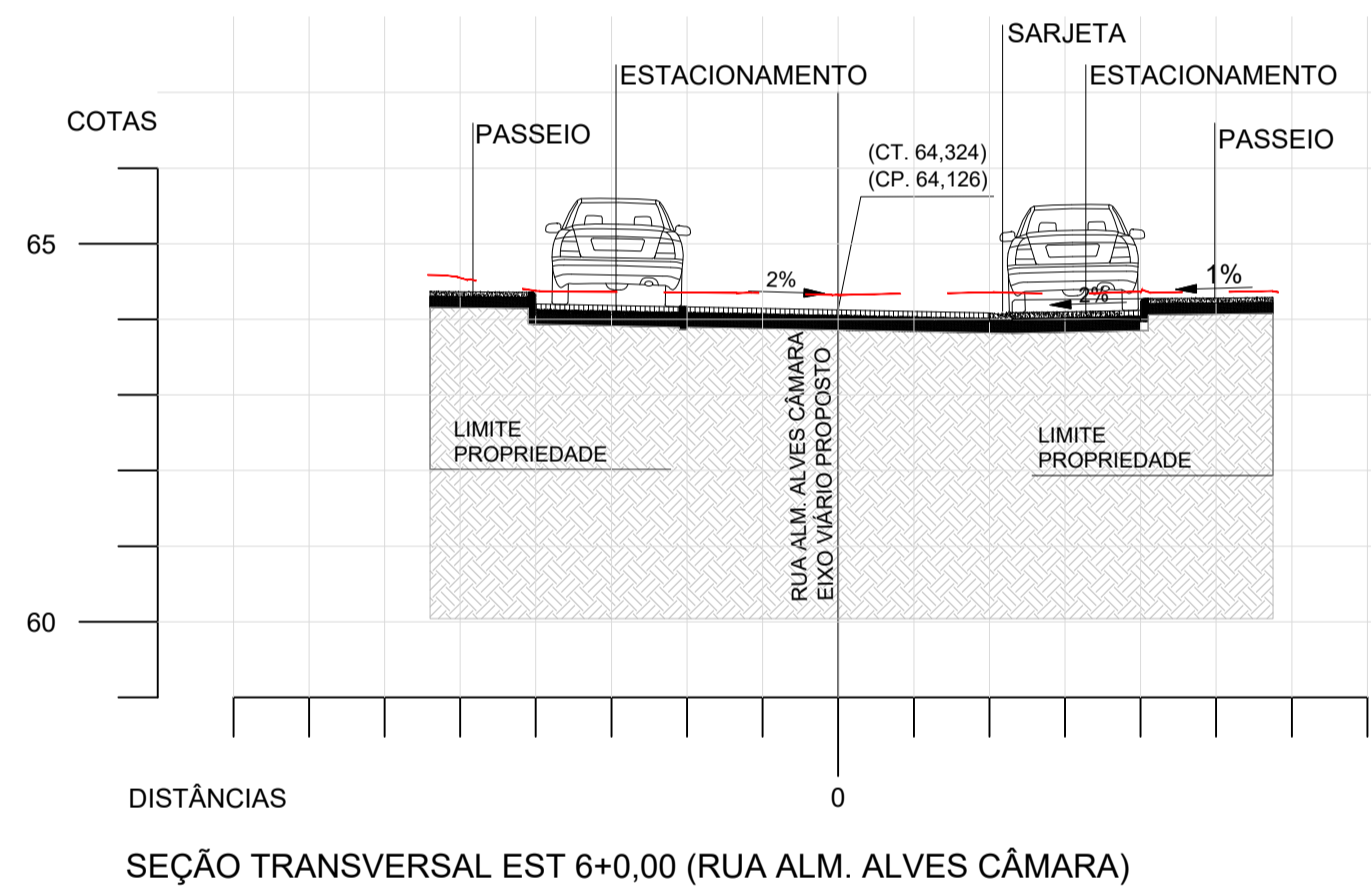 SARJETA
ESTACIONAMENTO
ESTACIONAMENTO
COTAS
PASSEIO
PASSEIO
(CT. 64,324)
(CP. 64,126)
65
2%
1%
2%
RUA ALM. ALVES CÂMARA
EIXO VIÁRIO PROPOSTO
LIMITE
PROPRIEDADE
LIMITE
PROPRIEDADE
60
DISTÂNCIAS
0
SEÇÃO TRANSVERSAL EST 6+0,00 (RUA ALM. ALVES CÂMARA)